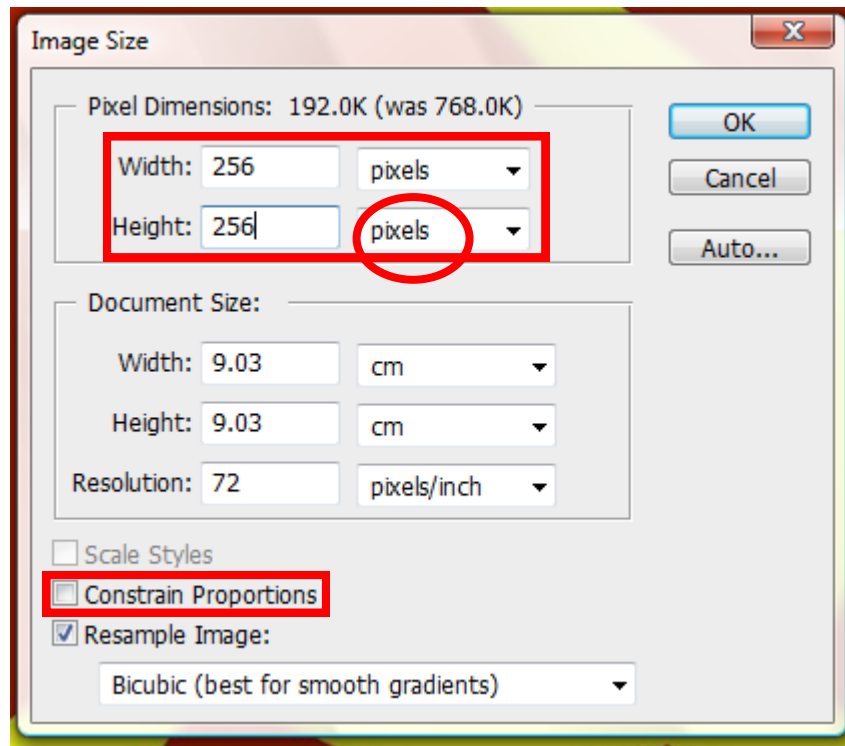 Image Size
Pixel Dimensions: 192.0K (was 768.0K)
Width: 256 pixels
Height: 256 pixels
OK
Cancel
Auto...
Document Size:
Width: 9.03 cm
Height: 9.03 cm
Resolution: 72 pixels/inch
Scale Styles
Constrain Proportions
Resample Image:
Bicubic (best for smooth gradients)